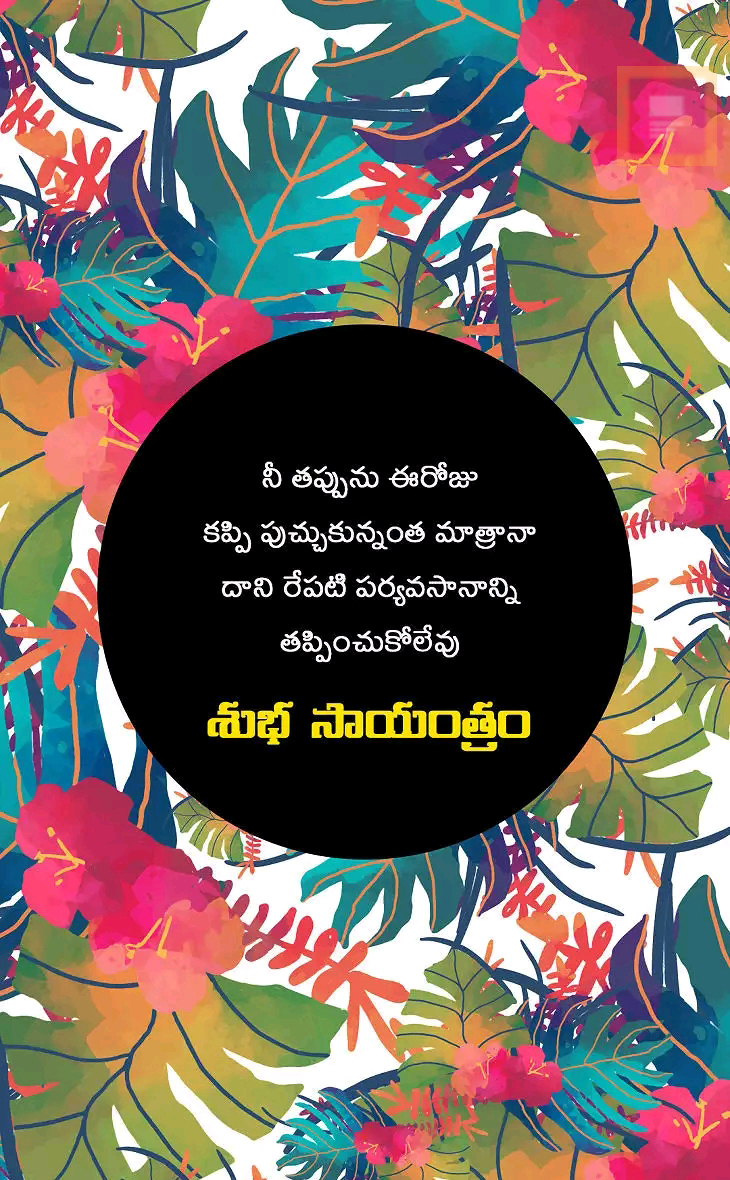 నీ తప్పును ఈరోజు
కప్పి పుచ్చుకున్నంత మాత్రానా
దాని రేపటి పర్యవసానాన్ని
తప్పించుకోలేవు
శుభ సాయంత్రం